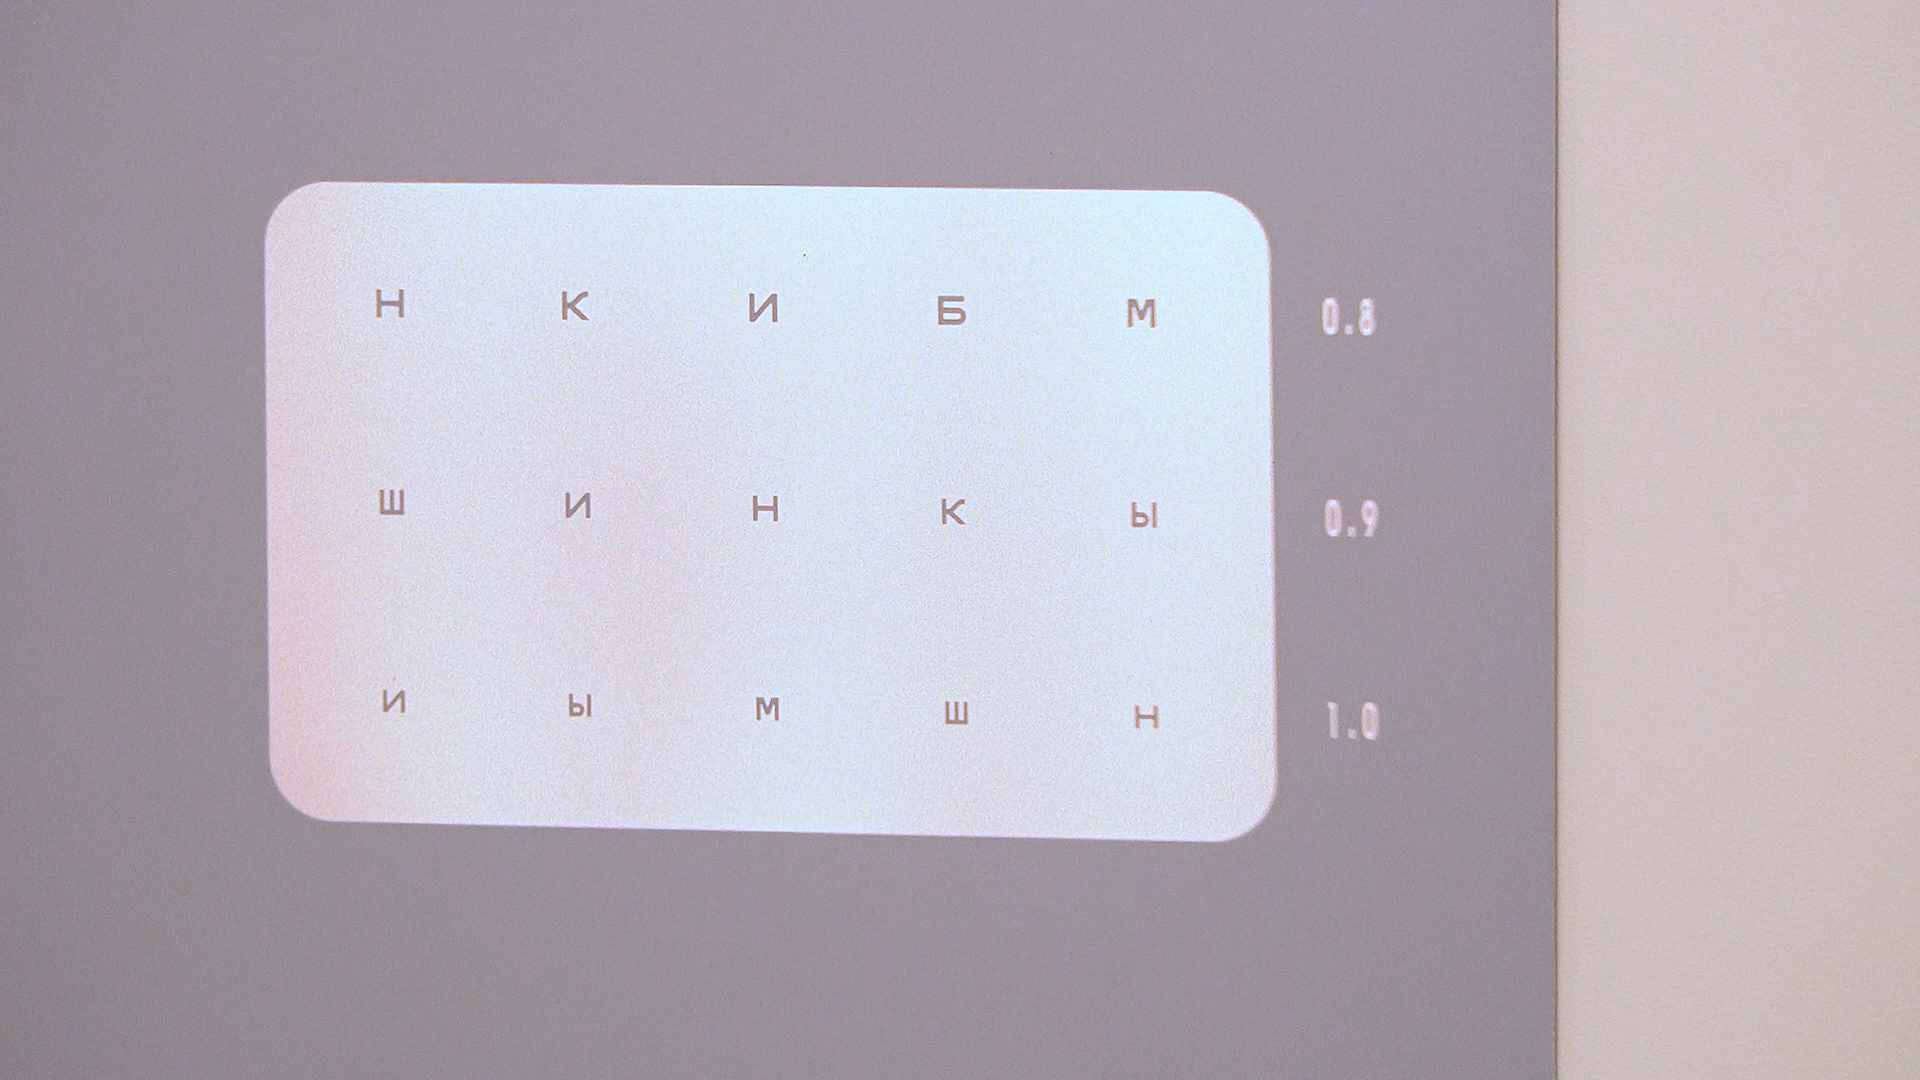 Н К И Б М 0.8
Ш И Н К Ы 0.9
И Ы М Ш Н 1.0